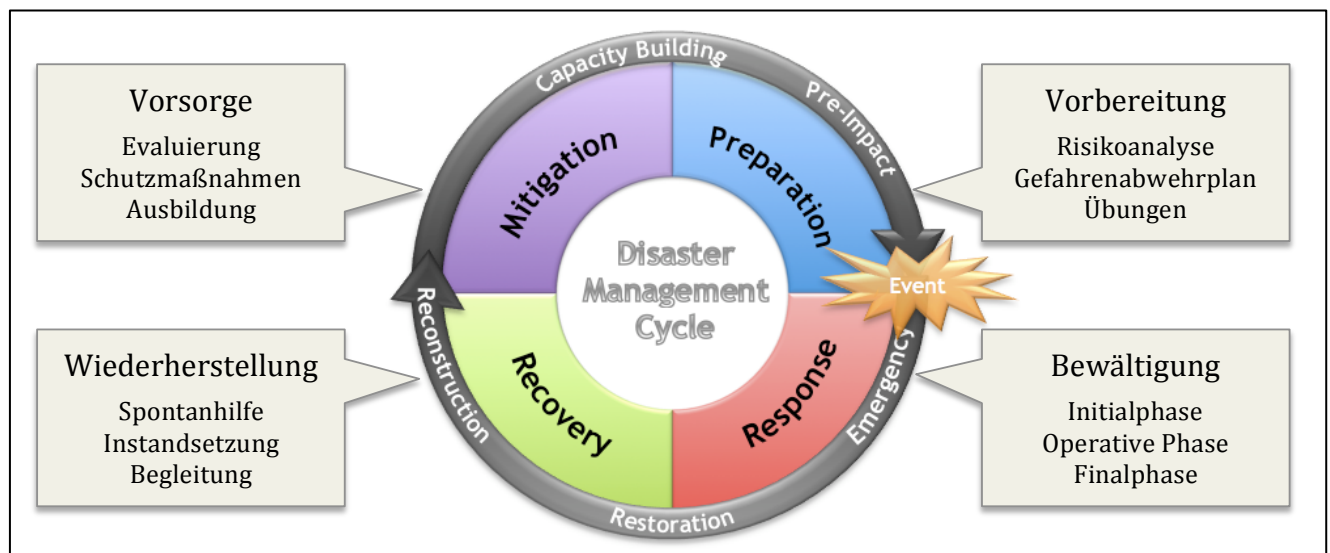 Vorsorge
Evaluierung
Schutzmaßnahmen
Ausbildung
Capacity Building
Pre-Impact
Vorbereitung
Risikoanalyse
Gefahrenabwehrplan
Übungen
Mitigation
Preparation
Disaster
Management
Cycle
Event
Wiederherstellung
Spontanhilfe
Instandsetzung
Begleitung
Reconstruction
Recovery
Response
Emergency
Restoration
Bewältigung
Initialphase
Operative Phase
Finalphase